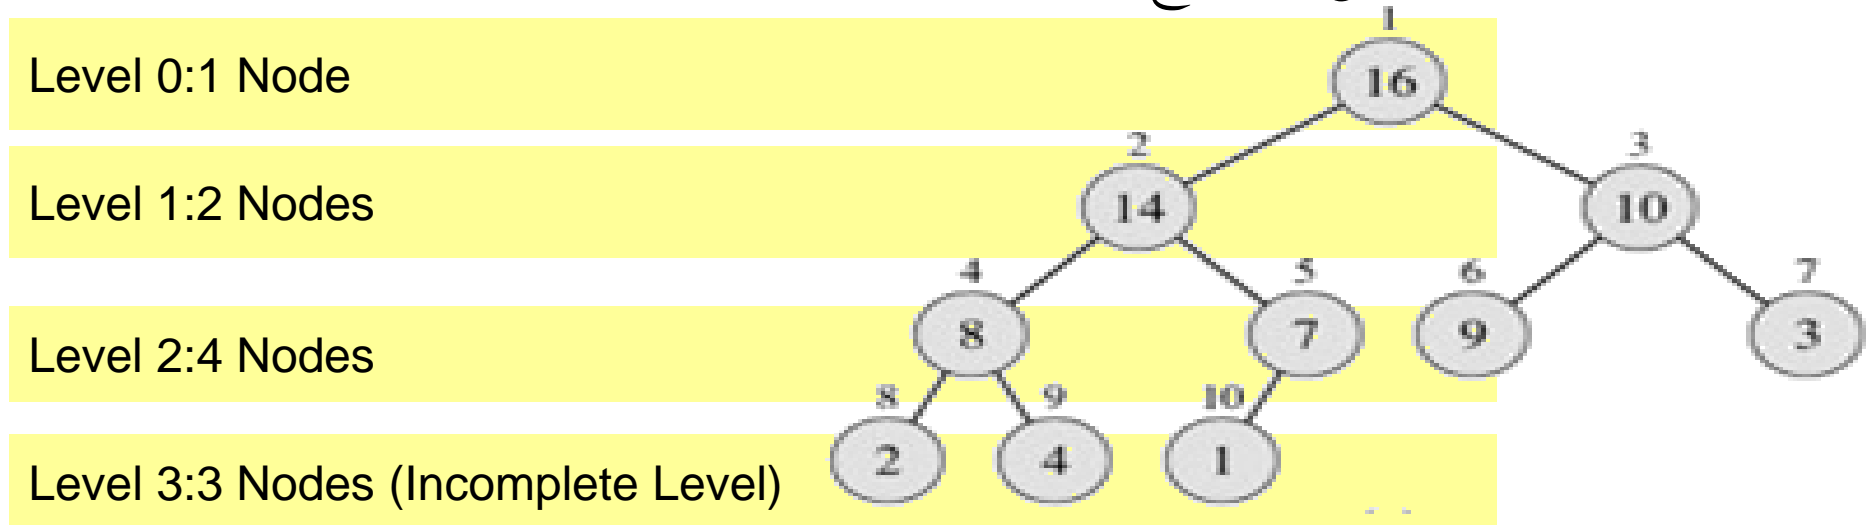 1
Level 0:1 Node
16
2 3
Level 1:2 Nodes
14 10
4 5 6 7
8 7 9 3
Level 2:4 Nodes
8 9 10
2 4 1
Level 3:3 Nodes (Incomplete Level)